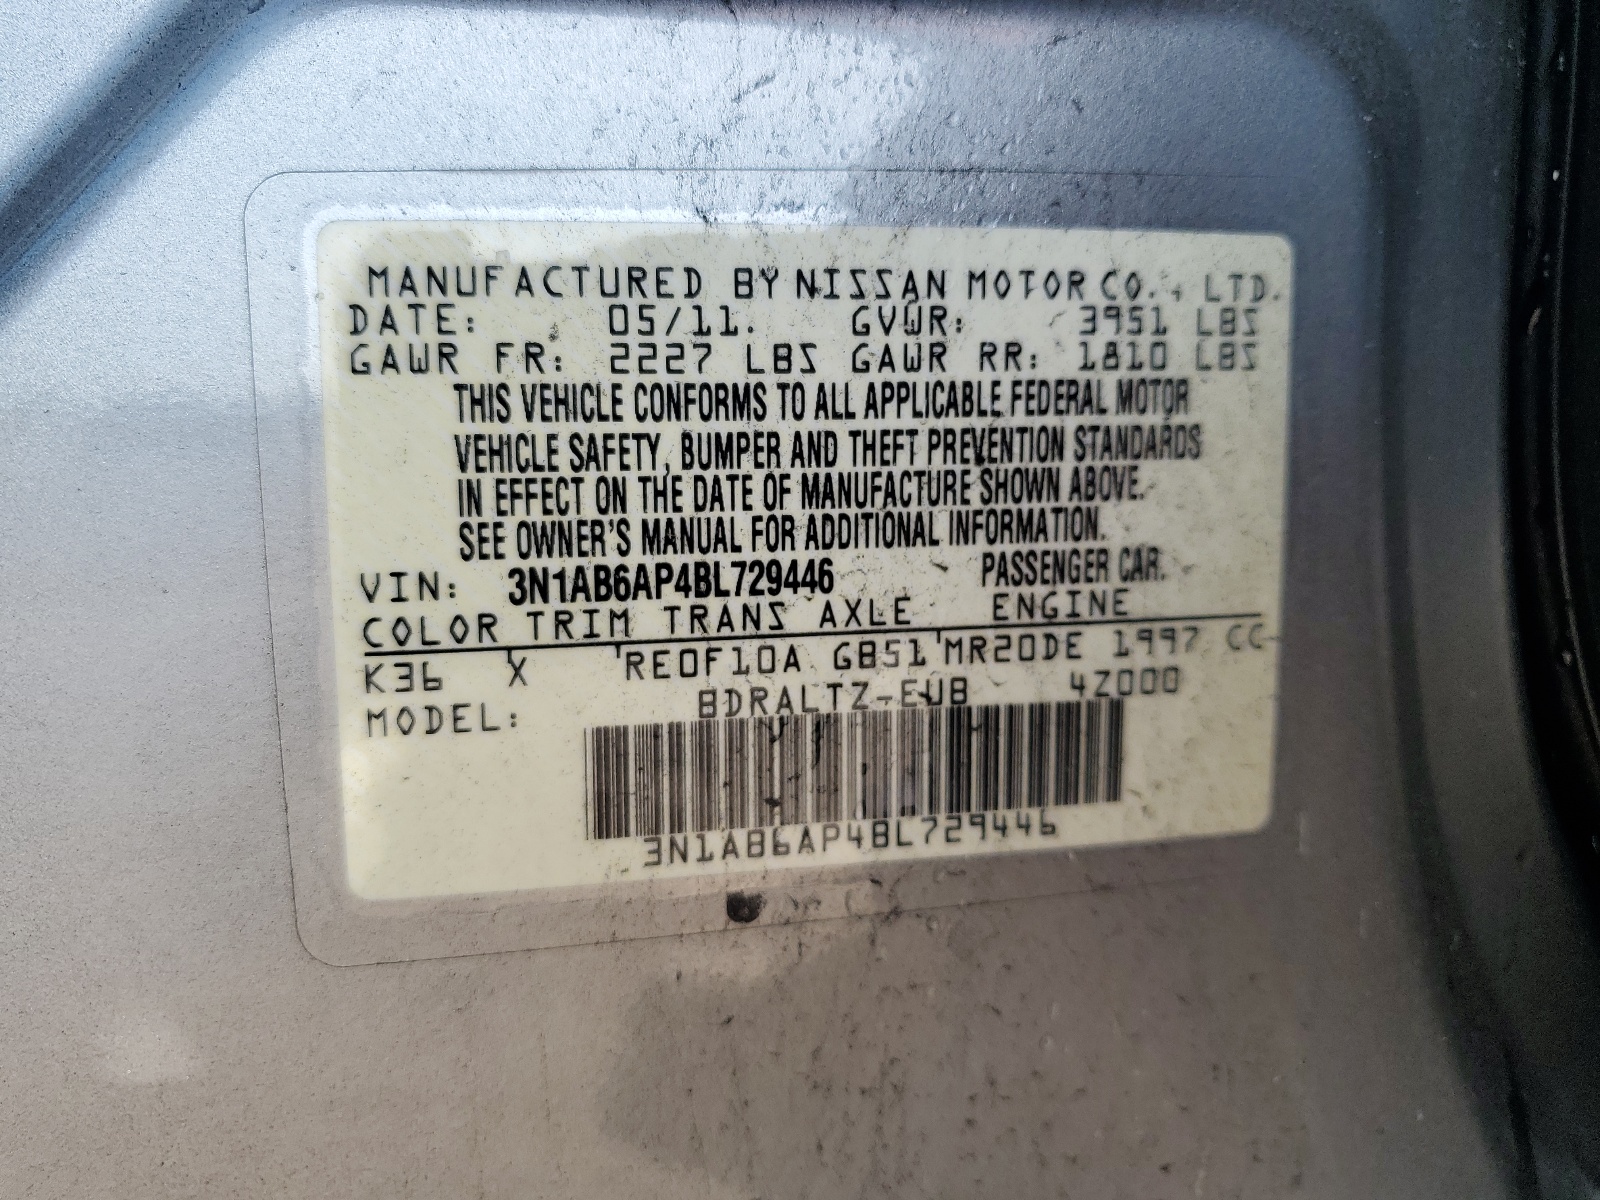 MANUFACTURED BY NISSAN MOTOR CO., LTD.
DATE: 05/11. GVWR: 3951 LBS
GAWR FR: 2227 LBS GAWR RR: 1810 LBS
THIS VEHICLE CONFORMS TO ALL APPLICABLE FEDERAL MOTOR
VEHICLE SAFETY, BUMPER AND THEFT PREVENTION STANDARDS
IN EFFECT ON THE DATE OF MANUFACTURE SHOWN ABOVE.
SEE OWNER'S MANUAL FOR ADDITIONAL INFORMATION.
VIN: 3N1AB6AP4BL729446 PASSENGER CAR.
COLOR TRIM TRANS AXLE ENGINE
K36 X RE0F10A GB51 MR20DE 1997 CC
MODEL: BDRALTZ-EUB 4Z000
3N1AB6AP4BL729446